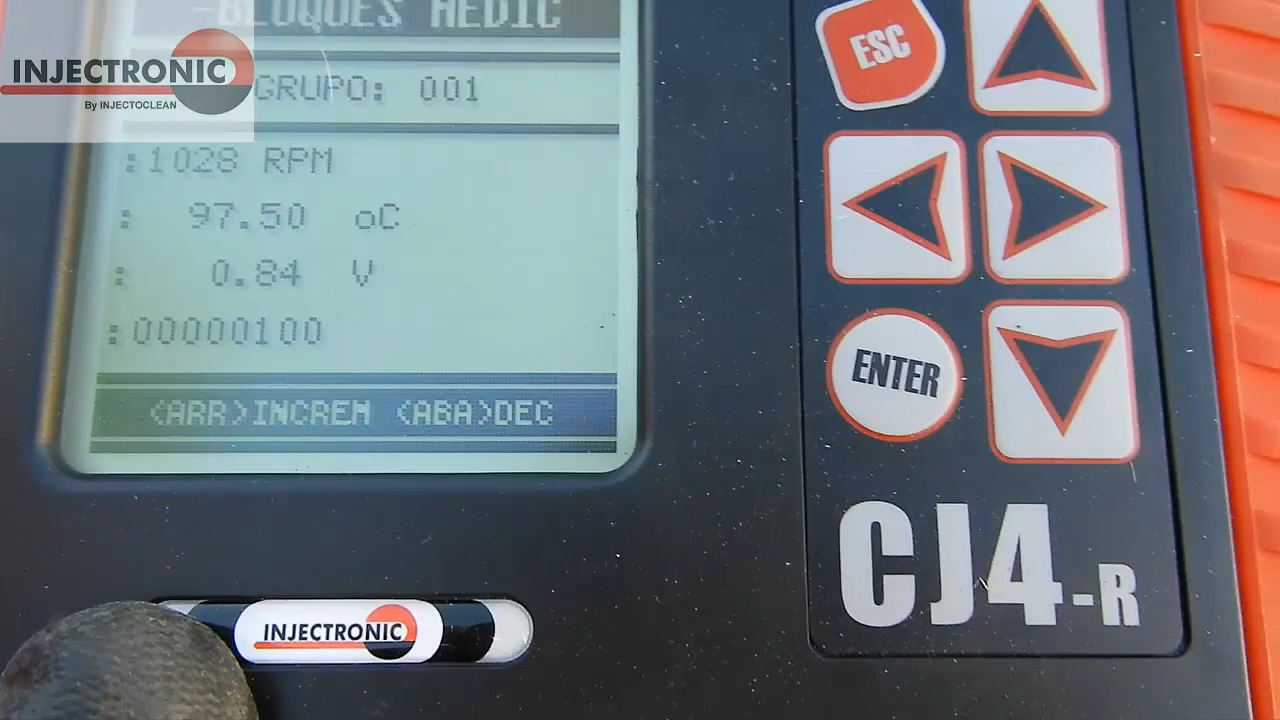 -BLOQUES MEDIC
INJECTRONIC
By INJECTOCLEAN
GRUPO: 001
:1028 RPM
: 97.50 oC
: 0.84 V
:00000100
<ARR>INCREM <ABA>DEC
ESC
ENTER
CJ4-R
INJECTRONIC